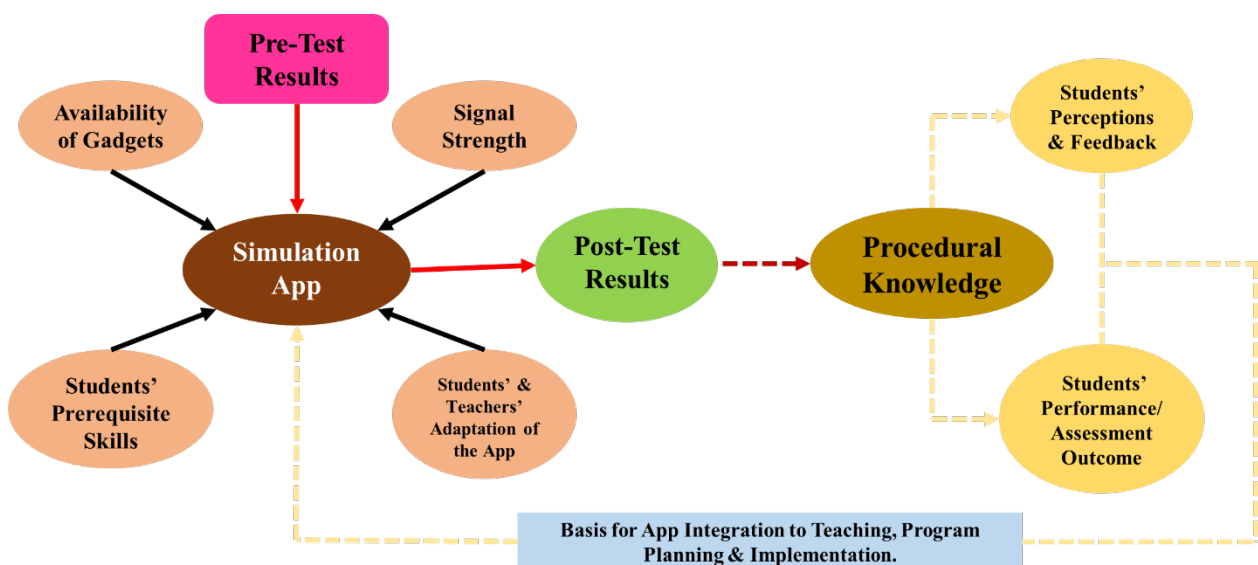 Pre-Test
Results
Availability
of Gadgets
Signal
Strength
Students’
Perceptions
& Feedback
Simulation
App
Post-Test
Results
Procedural
Knowledge
Students’
Prerequisite
Skills
Students’ &
Teachers’
Adaptation of
the App
Students’
Performance/
Assessment
Outcome
Basis for App Integration to Teaching, Program
Planning & Implementation.